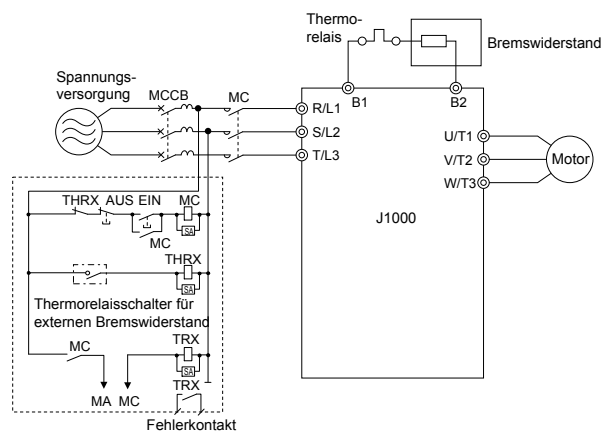 Thermo-
relais
Bremswiderstand
B1
B2
Spannungs-
versorgung
MCCB
MC
R/L1
S/L2
T/L3
U/T1
V/T2
W/T3
Motor
J1000
THRX AUS EIN MC
SA
MC
THRX
SA
Thermorelaisschalter für
externen Bremswiderstand
MC
TRX
SA
MA MC
TRX
Fehlerkontakt